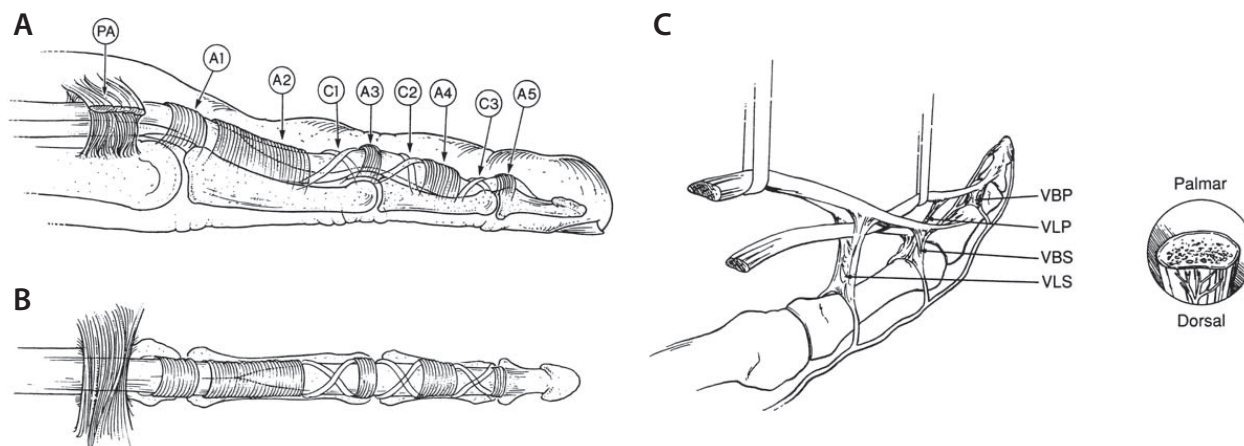 A
PA
A1
A2
C1
A3
C2
A4
C3
A5
B
C
VBP
VLP
VBS
VLS
Palmar
Dorsal